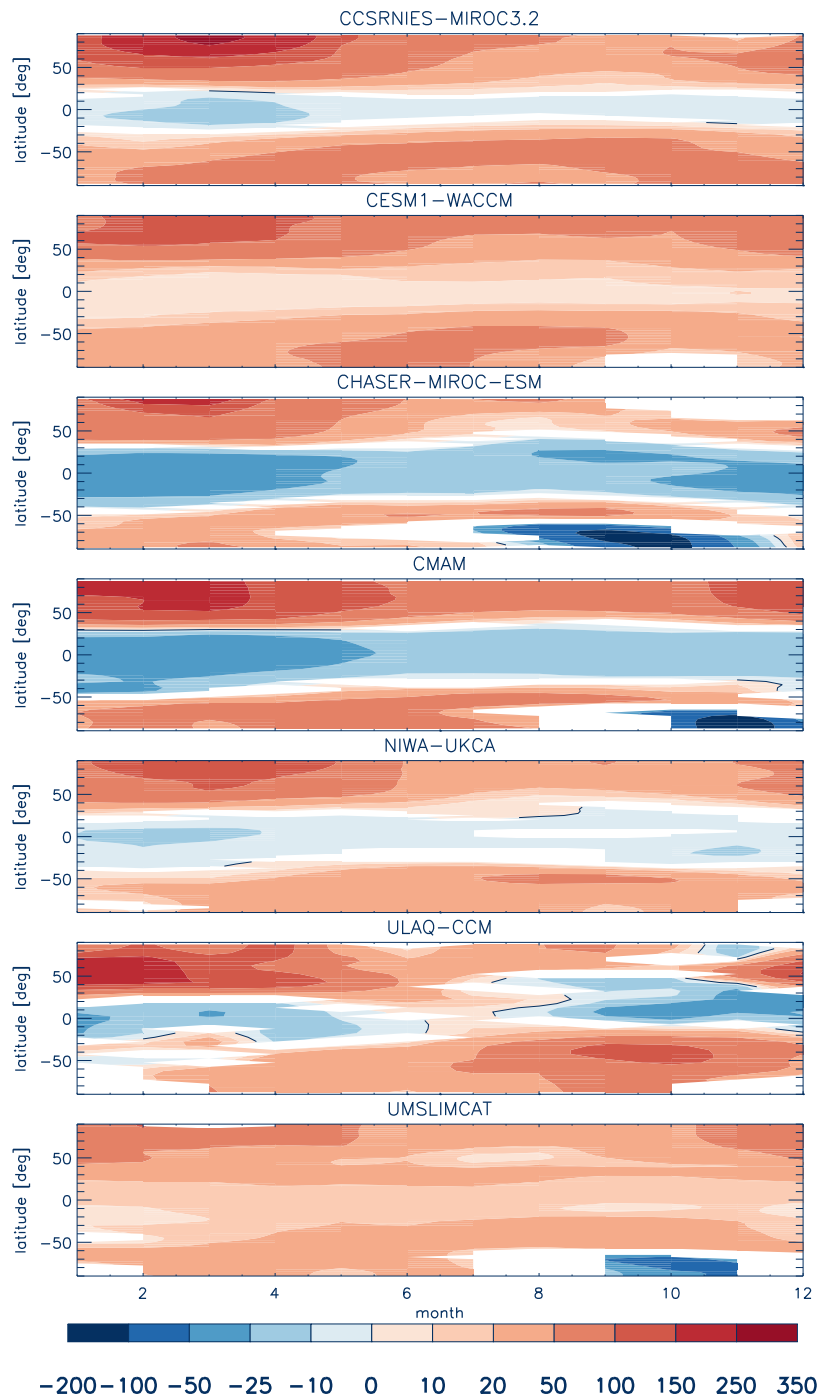 CCSRNIES−MIROC3.2
latitude [deg]
50
0
−50
CESM1−WACCM
latitude [deg]
50
0
−50
CHASER−MIROC−ESM
latitude [deg]
50
0
−50
CMAM
latitude [deg]
50
0
−50
NIWA−UKCA
latitude [deg]
50
0
−50
ULAQ−CCM
latitude [deg]
50
0
−50
UMSLIMCAT
latitude [deg]
50
0
−50
2 4 6 8 10 12
month
−200 −100 −50 −25 −10 0 10 20 50 100 150 250 350